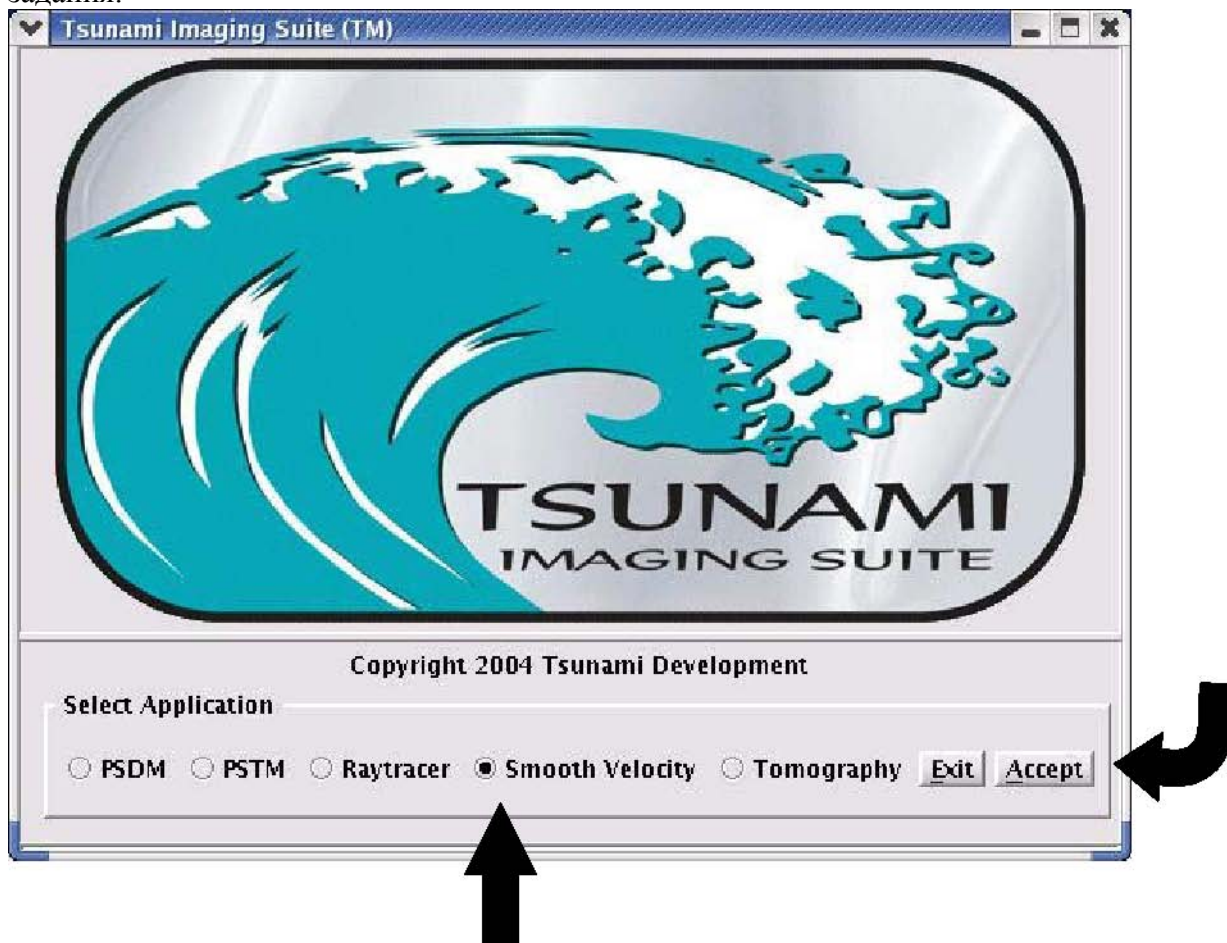 задания.
Tsunami Imaging Suite (TM)
TSUNAMI
IMAGING SUITE
Copyright 2004 Tsunami Development
Select Application
PSDM PSTM Raytracer Smooth Velocity Tomography Exit Accept